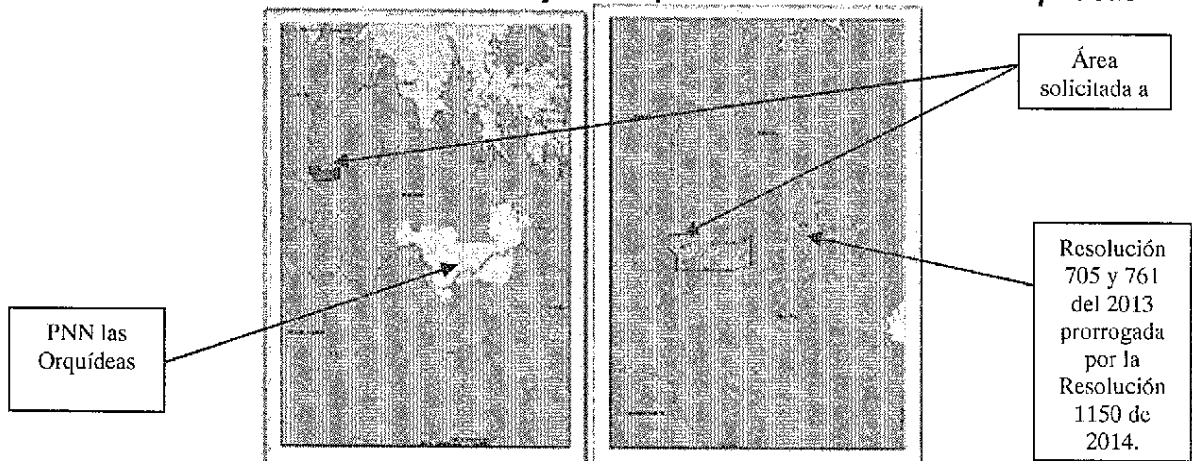 Área
solicitada a
PNN las
Orquídeas
Resolución
705 y 761
del 2013
prorrogada
por la
Resolución
1150 de
2014.